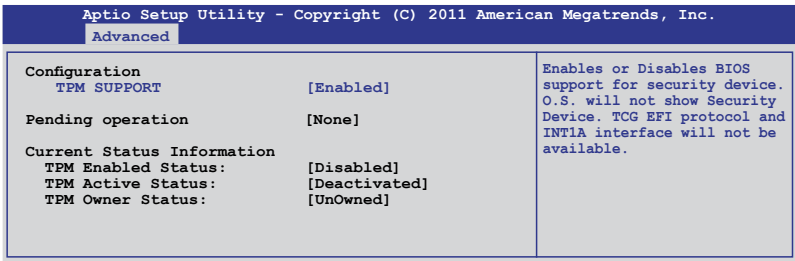 Aptio Setup Utility - Copyright (C) 2011 American Megatrends, Inc.
Advanced
Configuration
TPM SUPPORT [Enabled]
Pending operation [None]
Current Status Information
TPM Enabled Status: [Disabled]
TPM Active Status: [Deactivated]
TPM Owner Status: [UnOwned]
Enables or Disables BIOS
support for security device.
O.S. will not show Security
Device. TCG EFI protocol and
INT1A interface will not be
available.